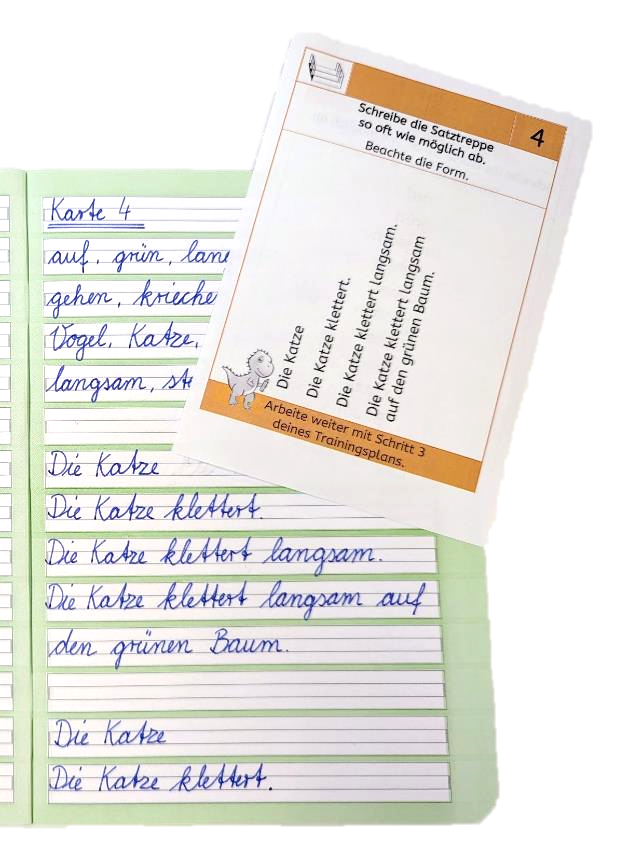 Schreibe die Satztreppe
so oft wie möglich ab.
Beachte die Form.
4
Die Katze
Die Katze klettert.
Die Katze klettert langsam.
Die Katze klettert langsam
auf den grünen Baum.
Arbeite weiter mit Schritt 3
deines Trainingsplans.
Karte 4
auf, grün,
gehen,
Vogel, Katze,
langsam,
Die Katze
Die Katze klettert.
Die Katze klettert langsam.
Die Katze klettert langsam auf
den grünen Baum.
Die Katze
Die Katze klettert.